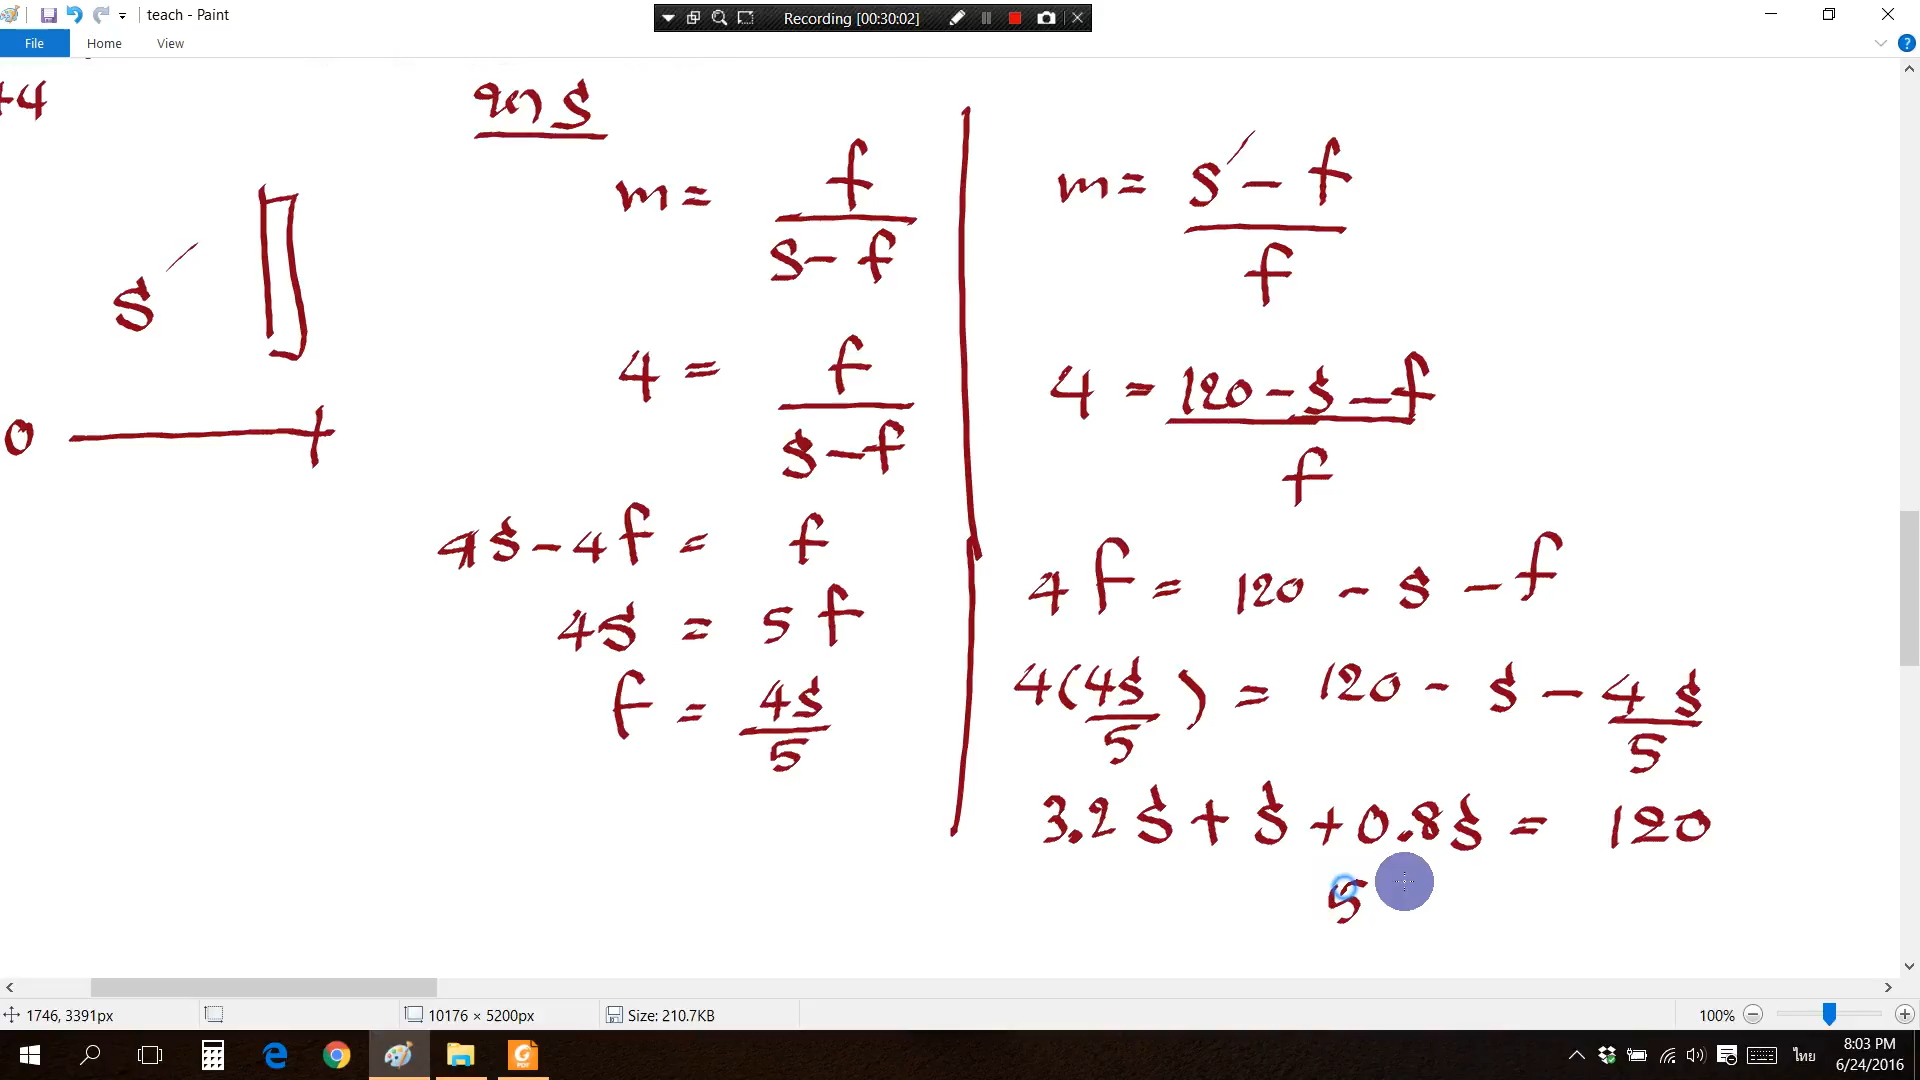 teach - Paint
Recording [00:30:02]
File Home View
+4
จาก S
m = f / s - f
4 = f / s - f
4s - 4f = f
4s = 5f
f = 4s / 5
s′
0
m = s′ - f / f
4 = 120 - s - f / f
4f = 120 - s - f
4(4s / 5) = 120 - s - 4s / 5
3.2s + s + 0.8s = 120
5
1746, 3391px
10176 × 5200px
Size: 210.7KB
100%
ไทย
8:03 PM
6/24/2016